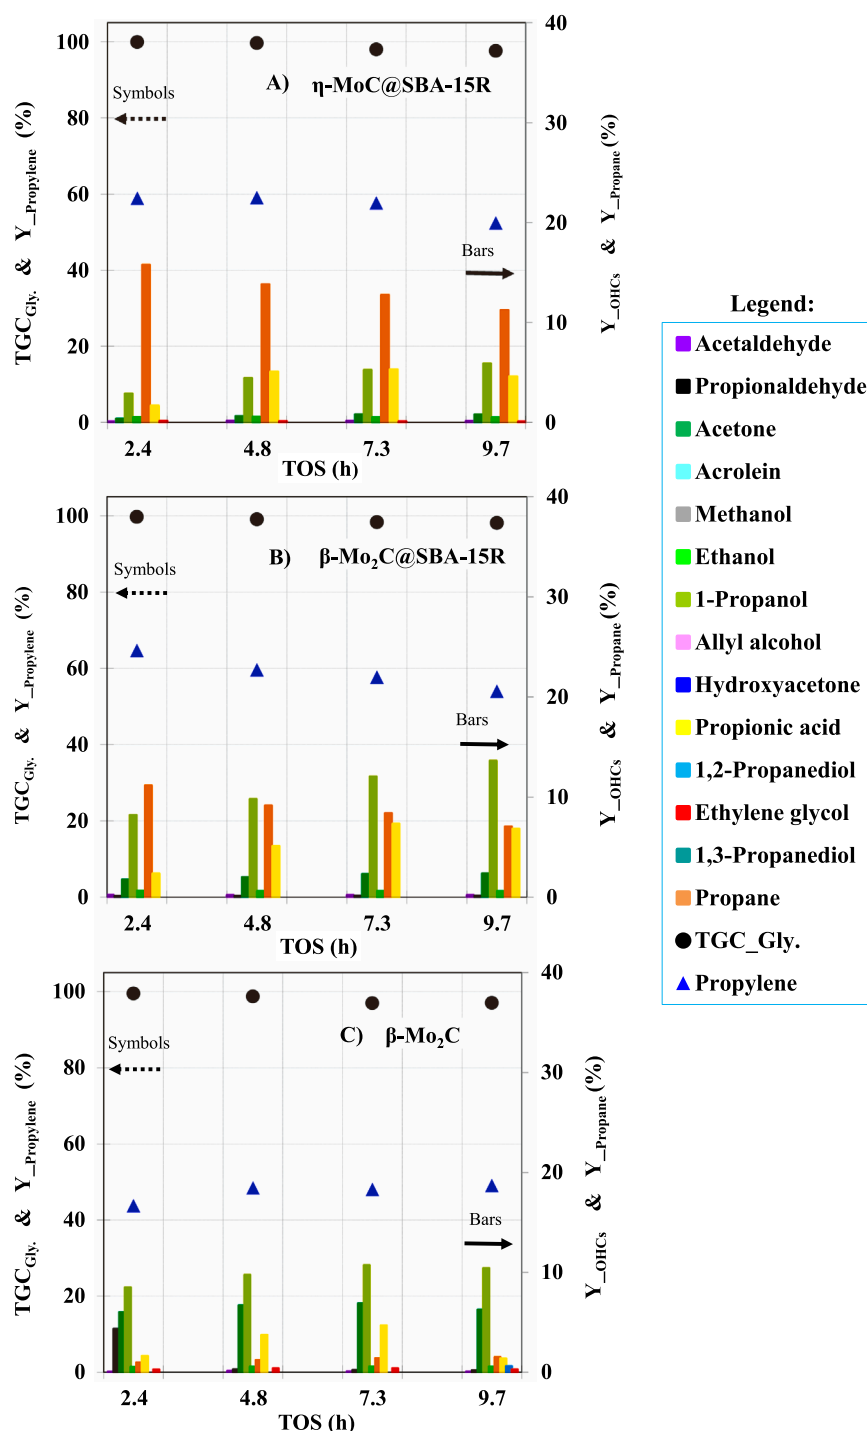 A) η-MoC@SBA-15R
Symbols
Bars
TGC_Gly. & Y_Propylene (%)
100
80
60
40
20
0
Y_OHCs & Y_Propane (%)
40
30
20
10
0
2.4 4.8 7.3 9.7
TOS (h)
B) β-Mo₂C@SBA-15R
Symbols
Bars
TGC_Gly. & Y_Propylene (%)
100
80
60
40
20
0
Y_OHCs & Y_Propane (%)
40
30
20
10
0
2.4 4.8 7.3 9.7
TOS (h)
C) β-Mo₂C
Symbols
Bars
TGC_Gly. & Y_Propylene (%)
100
80
60
40
20
0
Y_OHCs & Y_Propane (%)
40
30
20
10
0
2.4 4.8 7.3 9.7
TOS (h)
Legend:
Acetaldehyde
Propionaldehyde
Acetone
Acrolein
Methanol
Ethanol
1-Propanol
Allyl alcohol
Hydroxyacetone
Propionic acid
1,2-Propanediol
Ethylene glycol
1,3-Propanediol
Propane
TGC_Gly.
Propylene